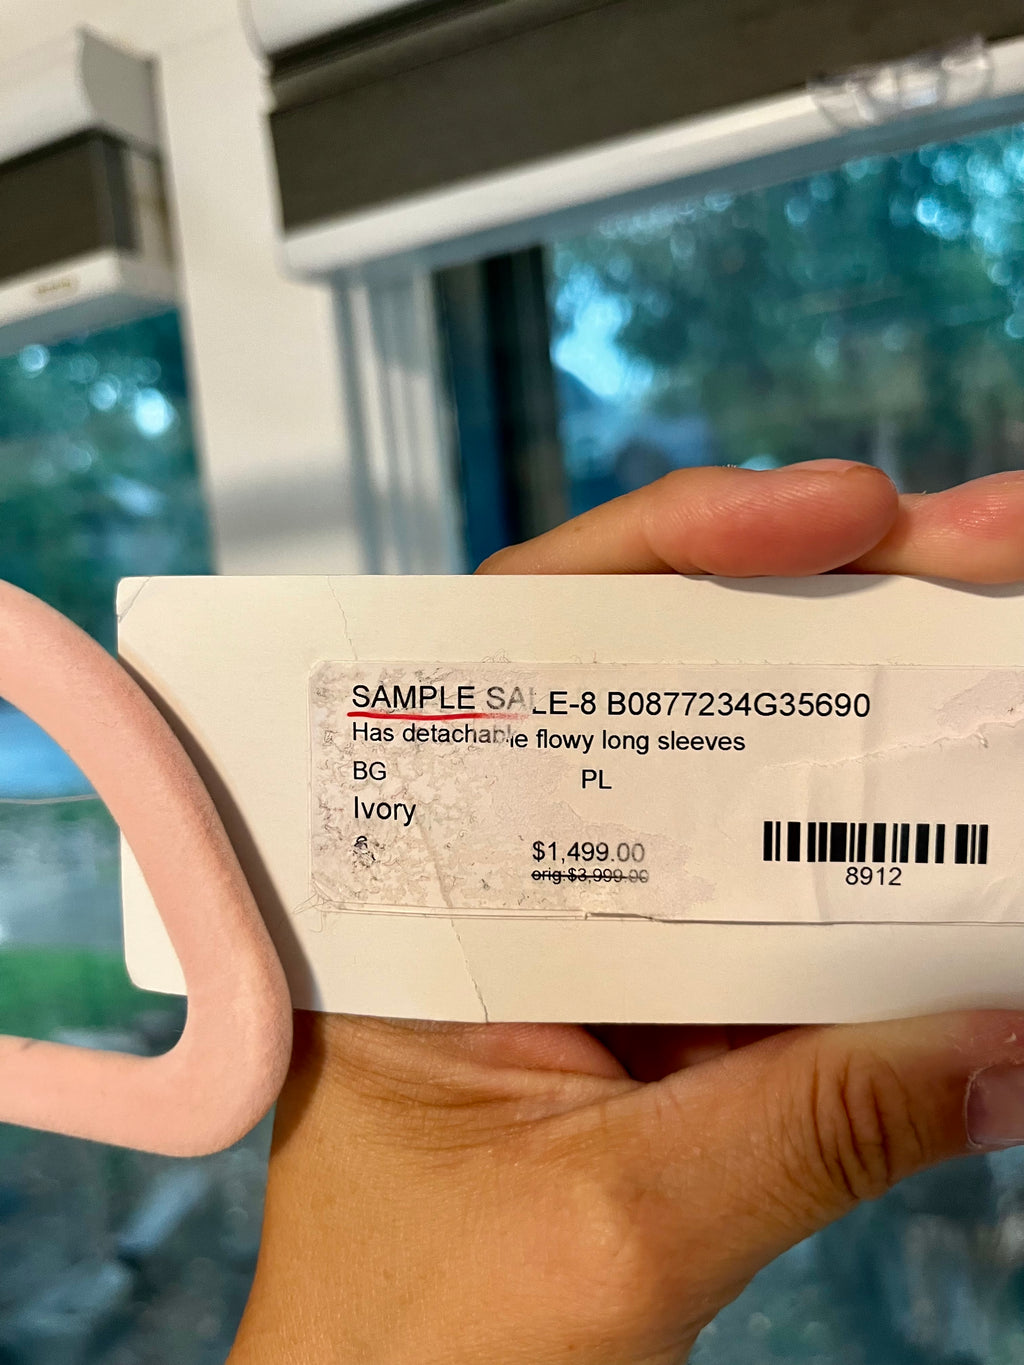 SAMPLE SALE-8 B0877234G35690
Has detachable flowy long sleeves
BG PL
Ivory
$1,499.00
orig:$3,999.00
8912